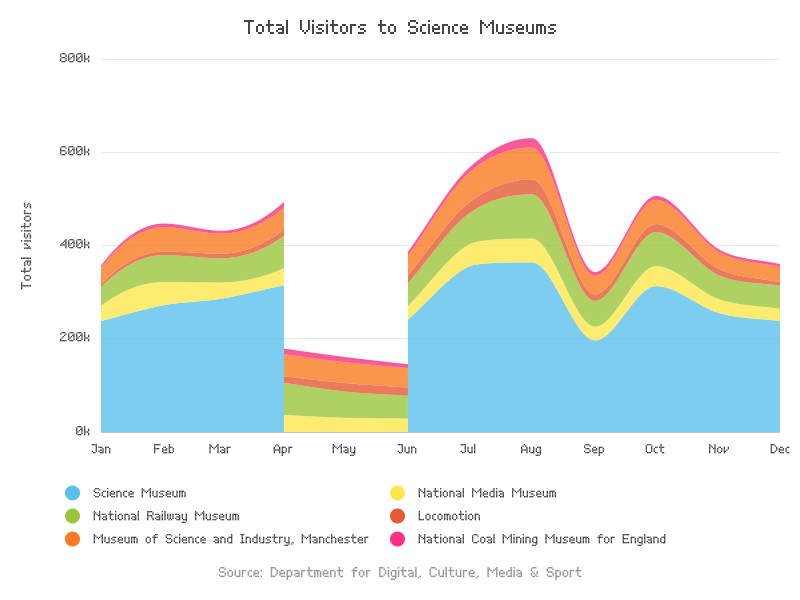 Total Visitors to Science Museums
800k
600k
400k
200k
0k
Total visitors
Jan Feb Mar Apr May Jun Jul Aug Sep Oct Nov Dec
Science Museum
National Media Museum
National Railway Museum
Locomotion
Museum of Science and Industry, Manchester
National Coal Mining Museum for England
Source: Department for Digital, Culture, Media & Sport